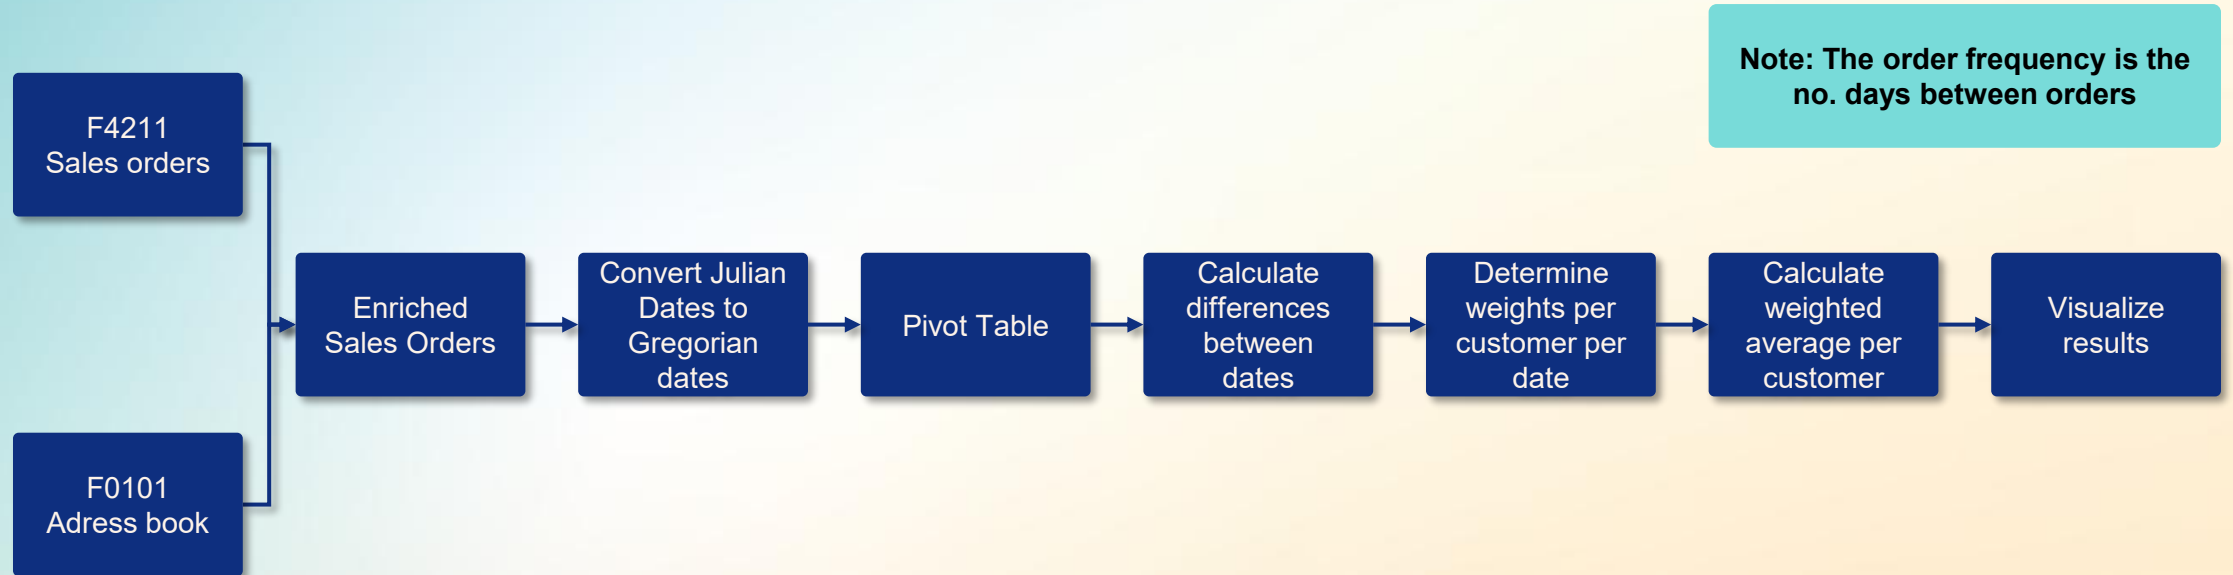 Note: The order frequency is the
no. days between orders
F4211
Sales orders
F0101
Adress book
Enriched
Sales Orders
Convert Julian
Dates to
Gregorian
dates
Pivot Table
Calculate
differences
between
dates
Determine
weights per
customer per
date
Calculate
weighted
average per
customer
Visualize
results